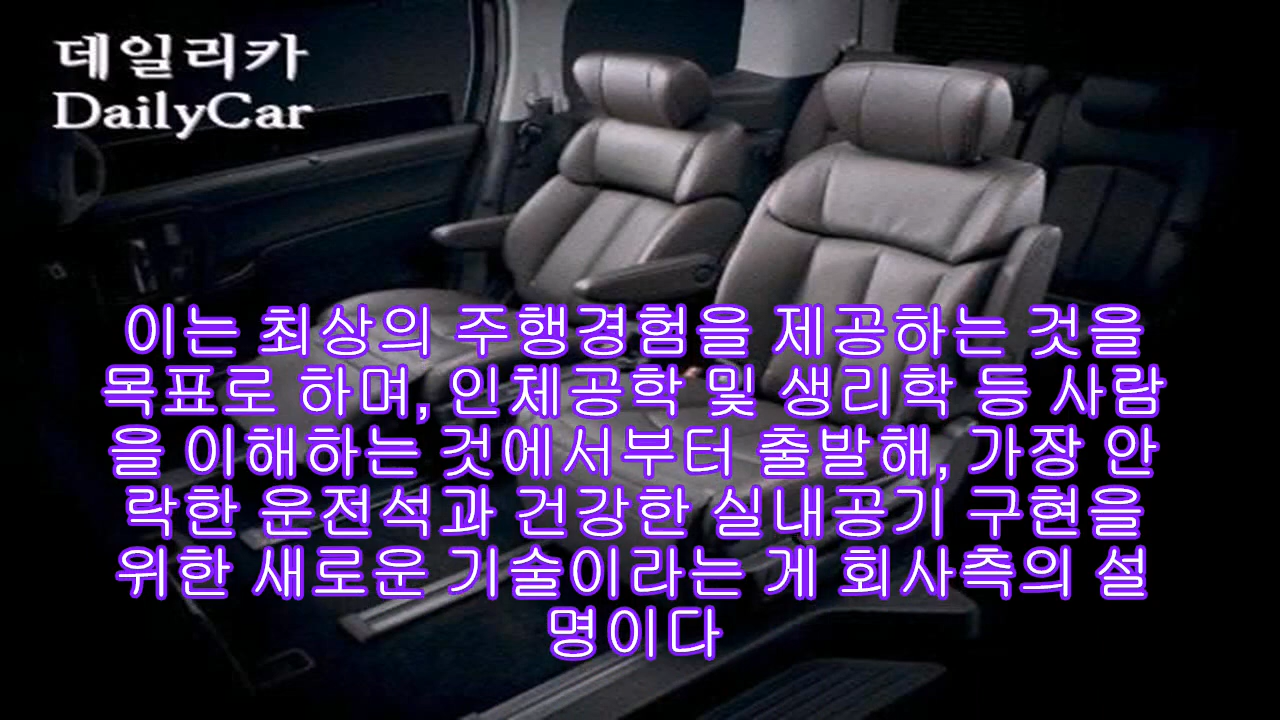 데일리카
DailyCar
이는 최상의 주행경험을 제공하는 것을
목표로 하며, 인체공학 및 생리학 등 사람
을 이해하는 것에서부터 출발해, 가장 안
락한 운전석과 건강한 실내공기 구현을
위한 새로운 기술이라는 게 회사측의 설
명이다